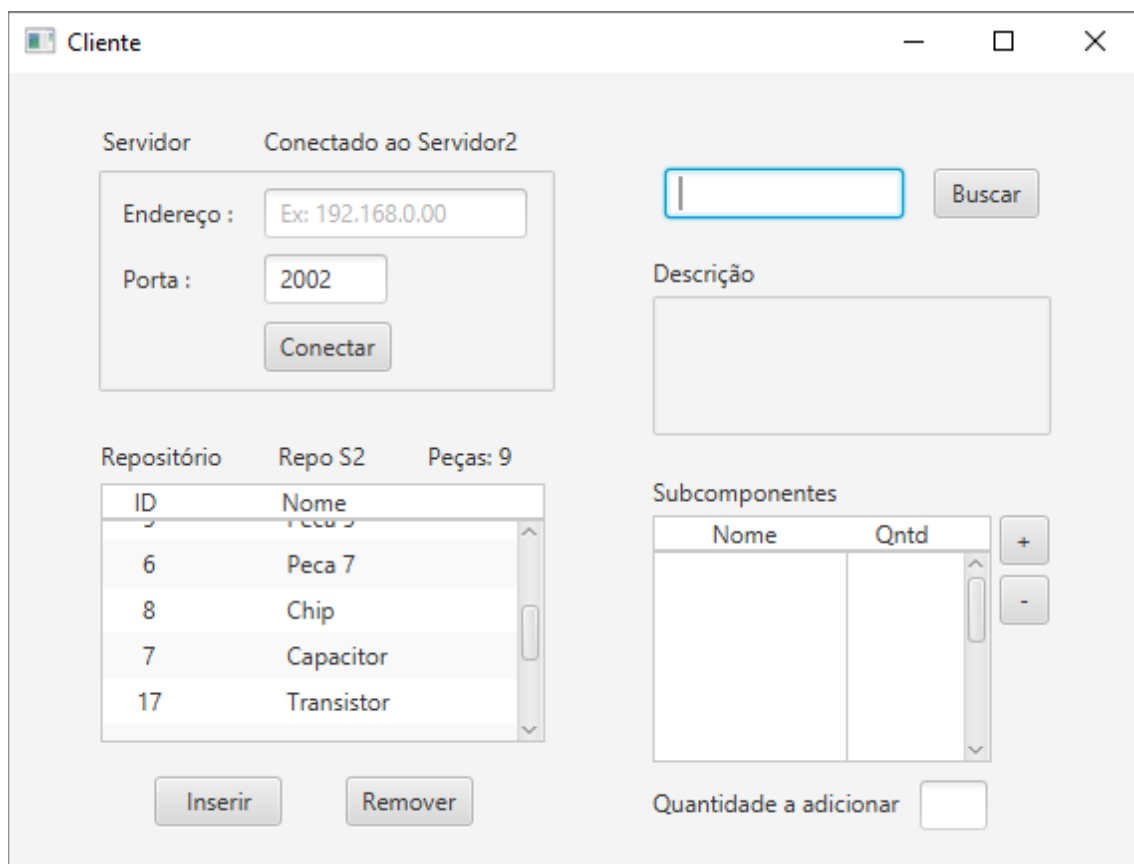 Cliente
Servidor Conectado ao Servidor2
Endereço : Ex: 192.168.0.00
Porta : 2002
Conectar
Repositório Repo S2 Peças: 9
ID Nome
6 Peca 7
8 Chip
7 Capacitor
17 Transistor
Inserir Remover
Buscar
Descrição
Subcomponentes
Nome Qntd
+
-
Quantidade a adicionar